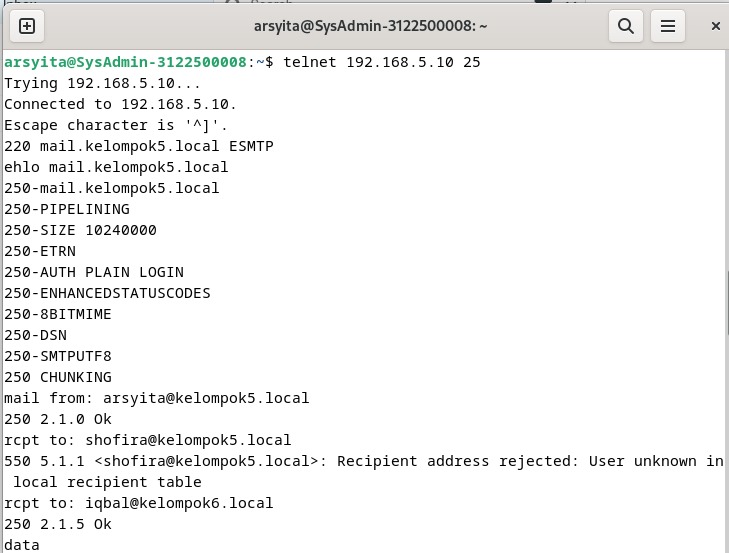 arsyita@SysAdmin-3122500008: ~
arsyita@SysAdmin-3122500008:~$ telnet 192.168.5.10 25
Trying 192.168.5.10...
Connected to 192.168.5.10.
Escape character is '^]'.
220 mail.kelompok5.local ESMTP
ehlo mail.kelompok5.local
250-mail.kelompok5.local
250-PIPELINING
250-SIZE 10240000
250-ETRN
250-AUTH PLAIN LOGIN
250-ENHANCEDSTATUSCODES
250-8BITMIME
250-DSN
250-SMTPUTF8
250 CHUNKING
mail from: arsyita@kelompok5.local
250 2.1.0 Ok
rcpt to: shofira@kelompok5.local
550 5.1.1 <shofira@kelompok5.local>: Recipient address rejected: User unknown in
 local recipient table
rcpt to: iqbal@kelompok6.local
250 2.1.5 Ok
data